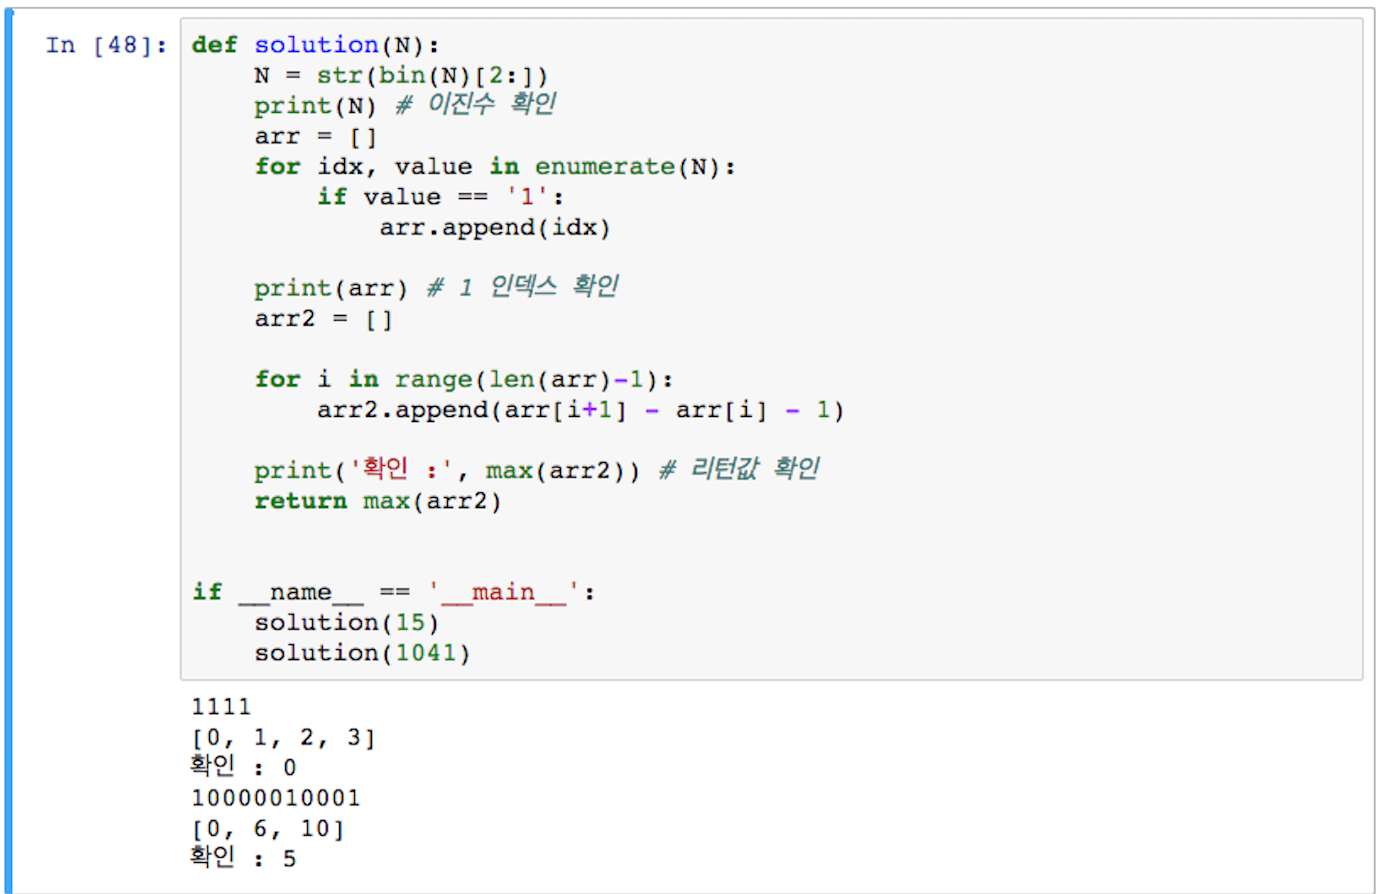 In [48]: def solution(N):
    N = str(bin(N)[2:])
    print(N) # 이진수 확인
    arr = []
    for idx, value in enumerate(N):
        if value == '1':
            arr.append(idx)

    print(arr) # 1 인덱스 확인
    arr2 = []

    for i in range(len(arr)-1):
        arr2.append(arr[i+1] - arr[i] - 1)

    print('확인 :', max(arr2)) # 리턴값 확인
    return max(arr2)


if __name__ == '__main__':
    solution(15)
    solution(1041)
1111
[0, 1, 2, 3]
확인 : 0
10000010001
[0, 6, 10]
확인 : 5